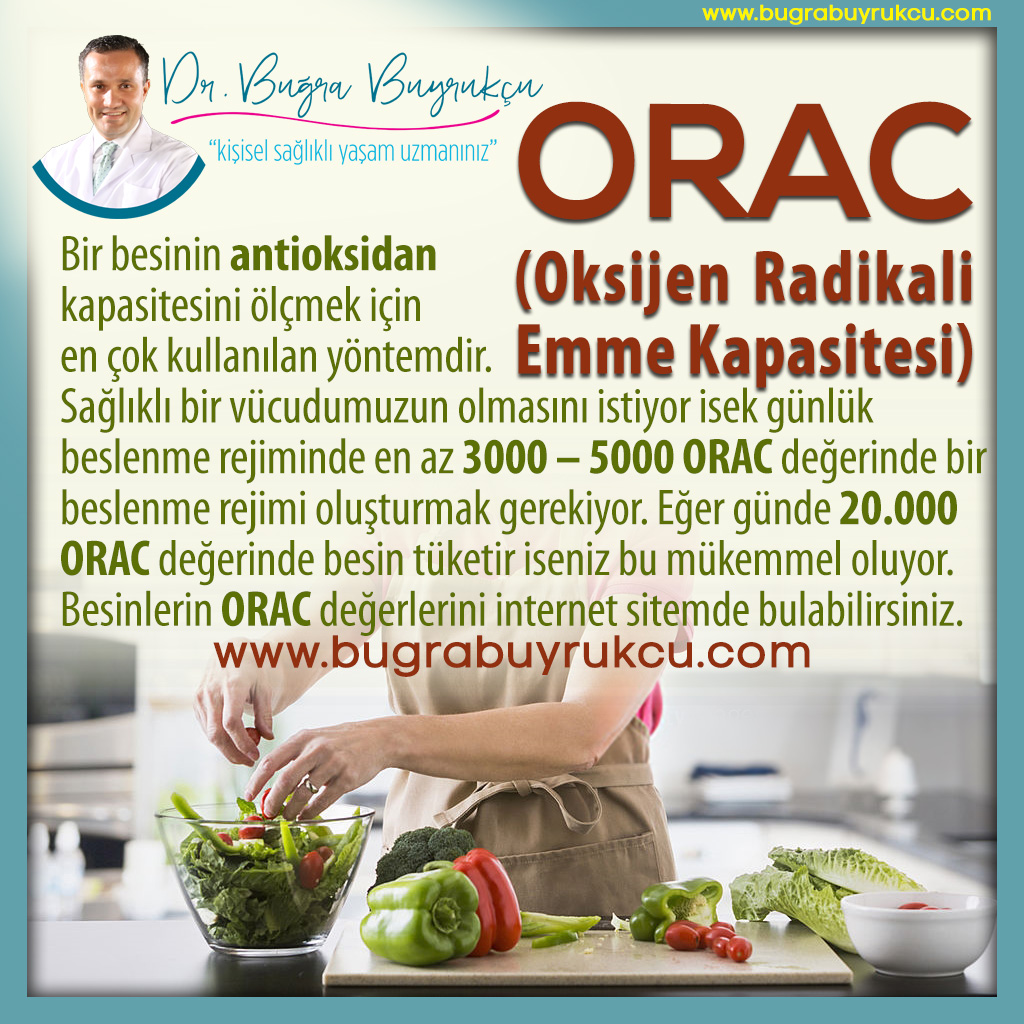 www.bugrabuyrukcu.com
Dr. Buğra Buyrukçu
“kişisel sağlıklı yaşam uzmanınız”
ORAC
(Oksijen Radikali
Emme Kapasitesi)
Bir besinin antioksidan
kapasitesini ölçmek için
en çok kullanılan yöntemdir.
Sağlıklı bir vücudumuzun olmasını istiyor isek günlük
beslenme rejiminde en az 3000 – 5000 ORAC değerinde bir
beslenme rejimi oluşturmak gerekiyor. Eğer günde 20.000
ORAC değerinde besin tüketir iseniz bu mükemmel oluyor.
Besinlerin ORAC değerlerini internet sitemde bulabilirsiniz.
www.bugrabuyrukcu.com